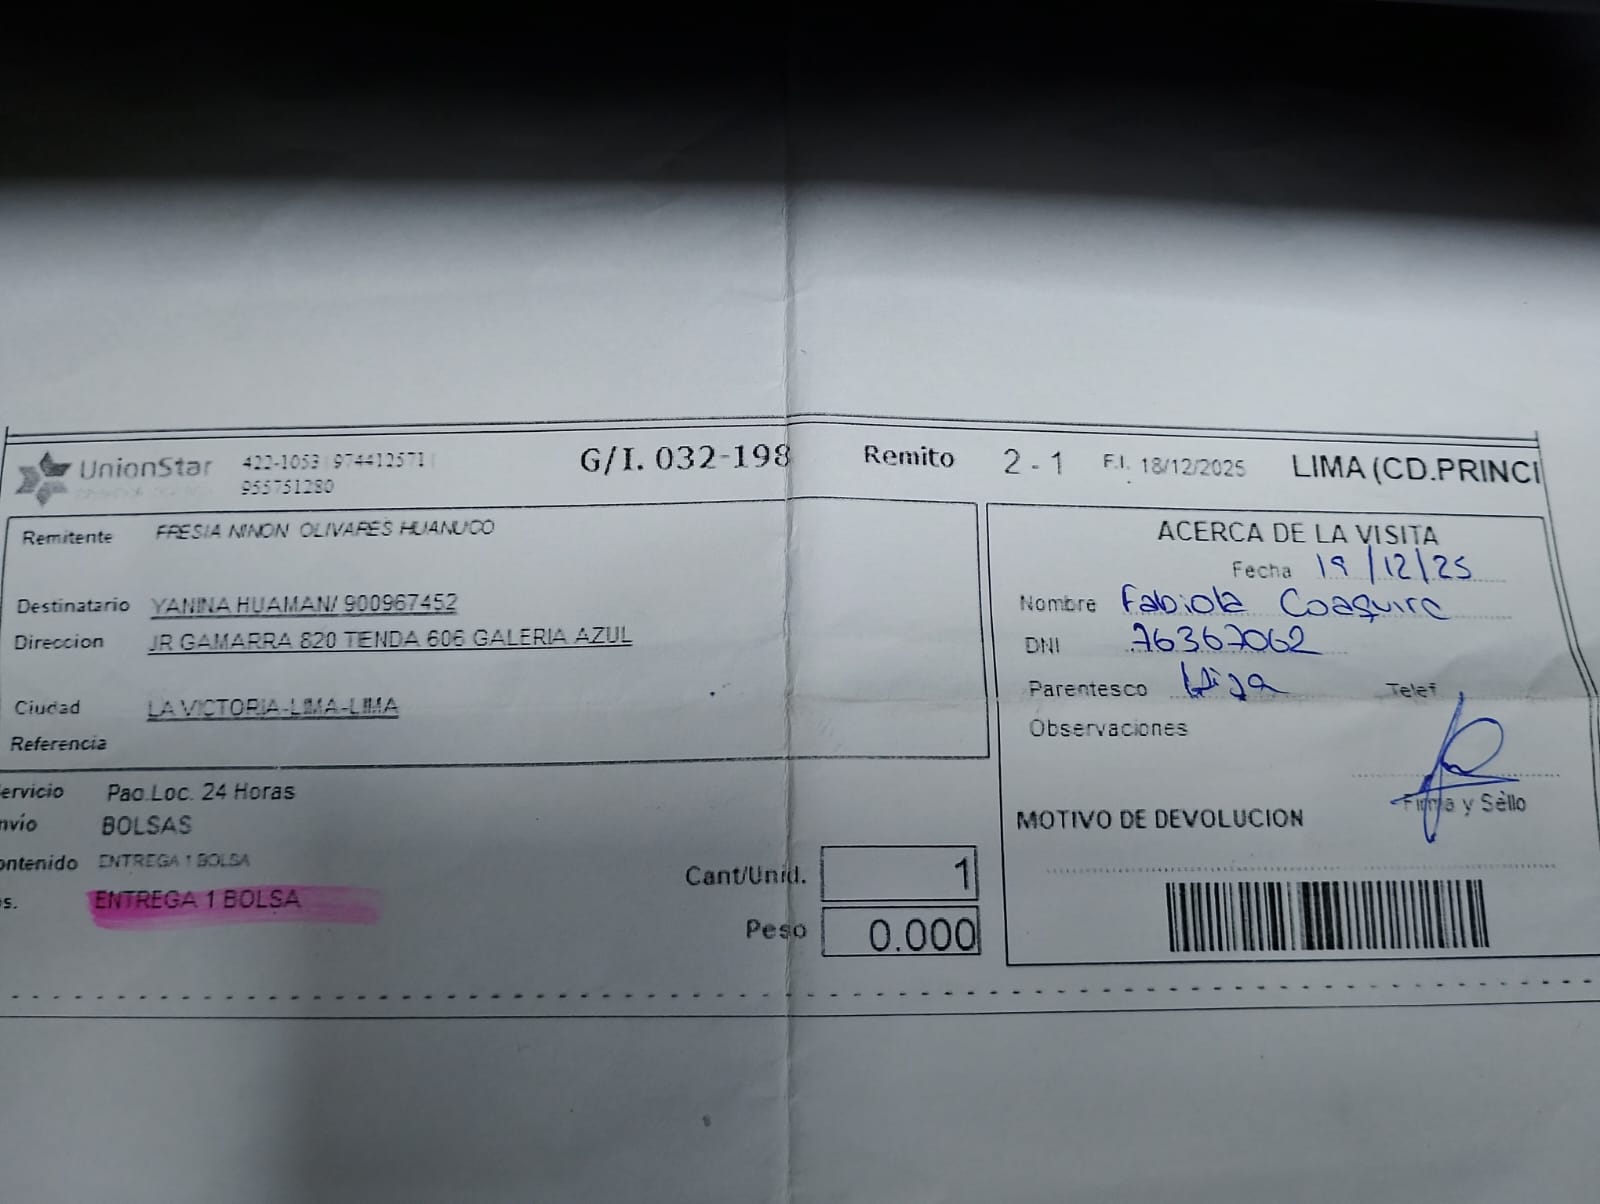 UnionStar 422-1053 974412571 G/I. 032-198 Remito 2 - 1 F.I. 18/12/2025 LIMA (CD.PRINCI
955751280
Remitente FRESIA NINON OLIVARES HUANUCO
Destinatario YANINA HUAMAN/ 900967452
Direccion JR GAMARRA 820 TIENDA 606 GALERIA AZUL
Ciudad LA VICTORIA-LIMA-LIMA
Referencia
ervicio Paq.Loc. 24 Horas
nvio BOLSAS
ontenido ENTREGA 1 BOLSA
s. ENTREGA 1 BOLSA
Cant/Unid. 1
Peso 0.000
ACERCA DE LA VISITA
Fecha 19/12/25
Nombre Fabiola Coaquira
DNI 76367062
Parentesco Hija Telef
Observaciones
Firma y Sello
MOTIVO DE DEVOLUCION